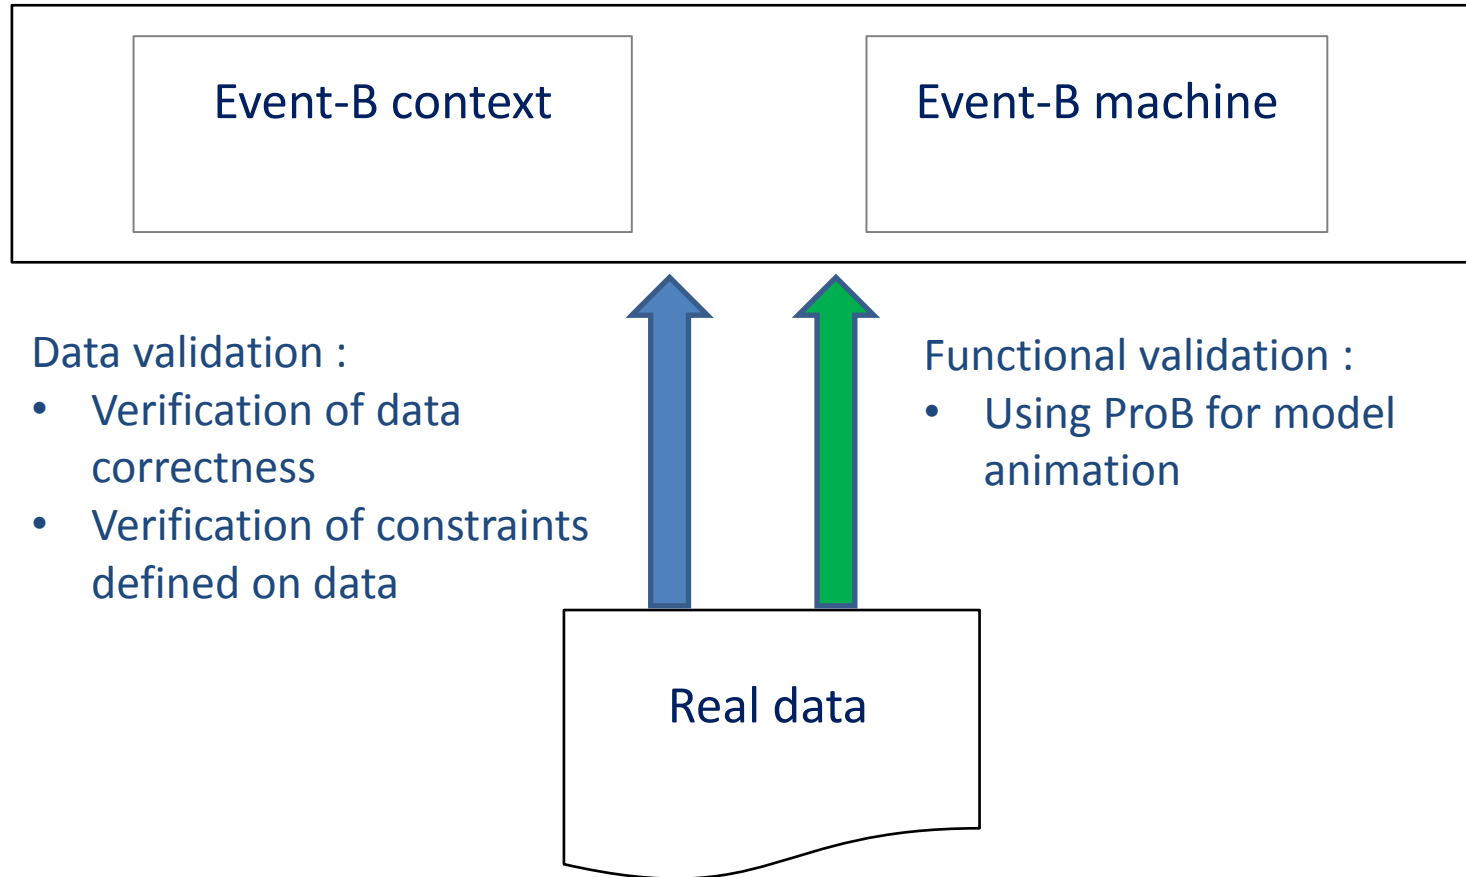 Event-B context
Event-B machine
Data validation :
• Verification of data
correctness
• Verification of constraints
defined on data
Functional validation :
• Using ProB for model
animation
Real data